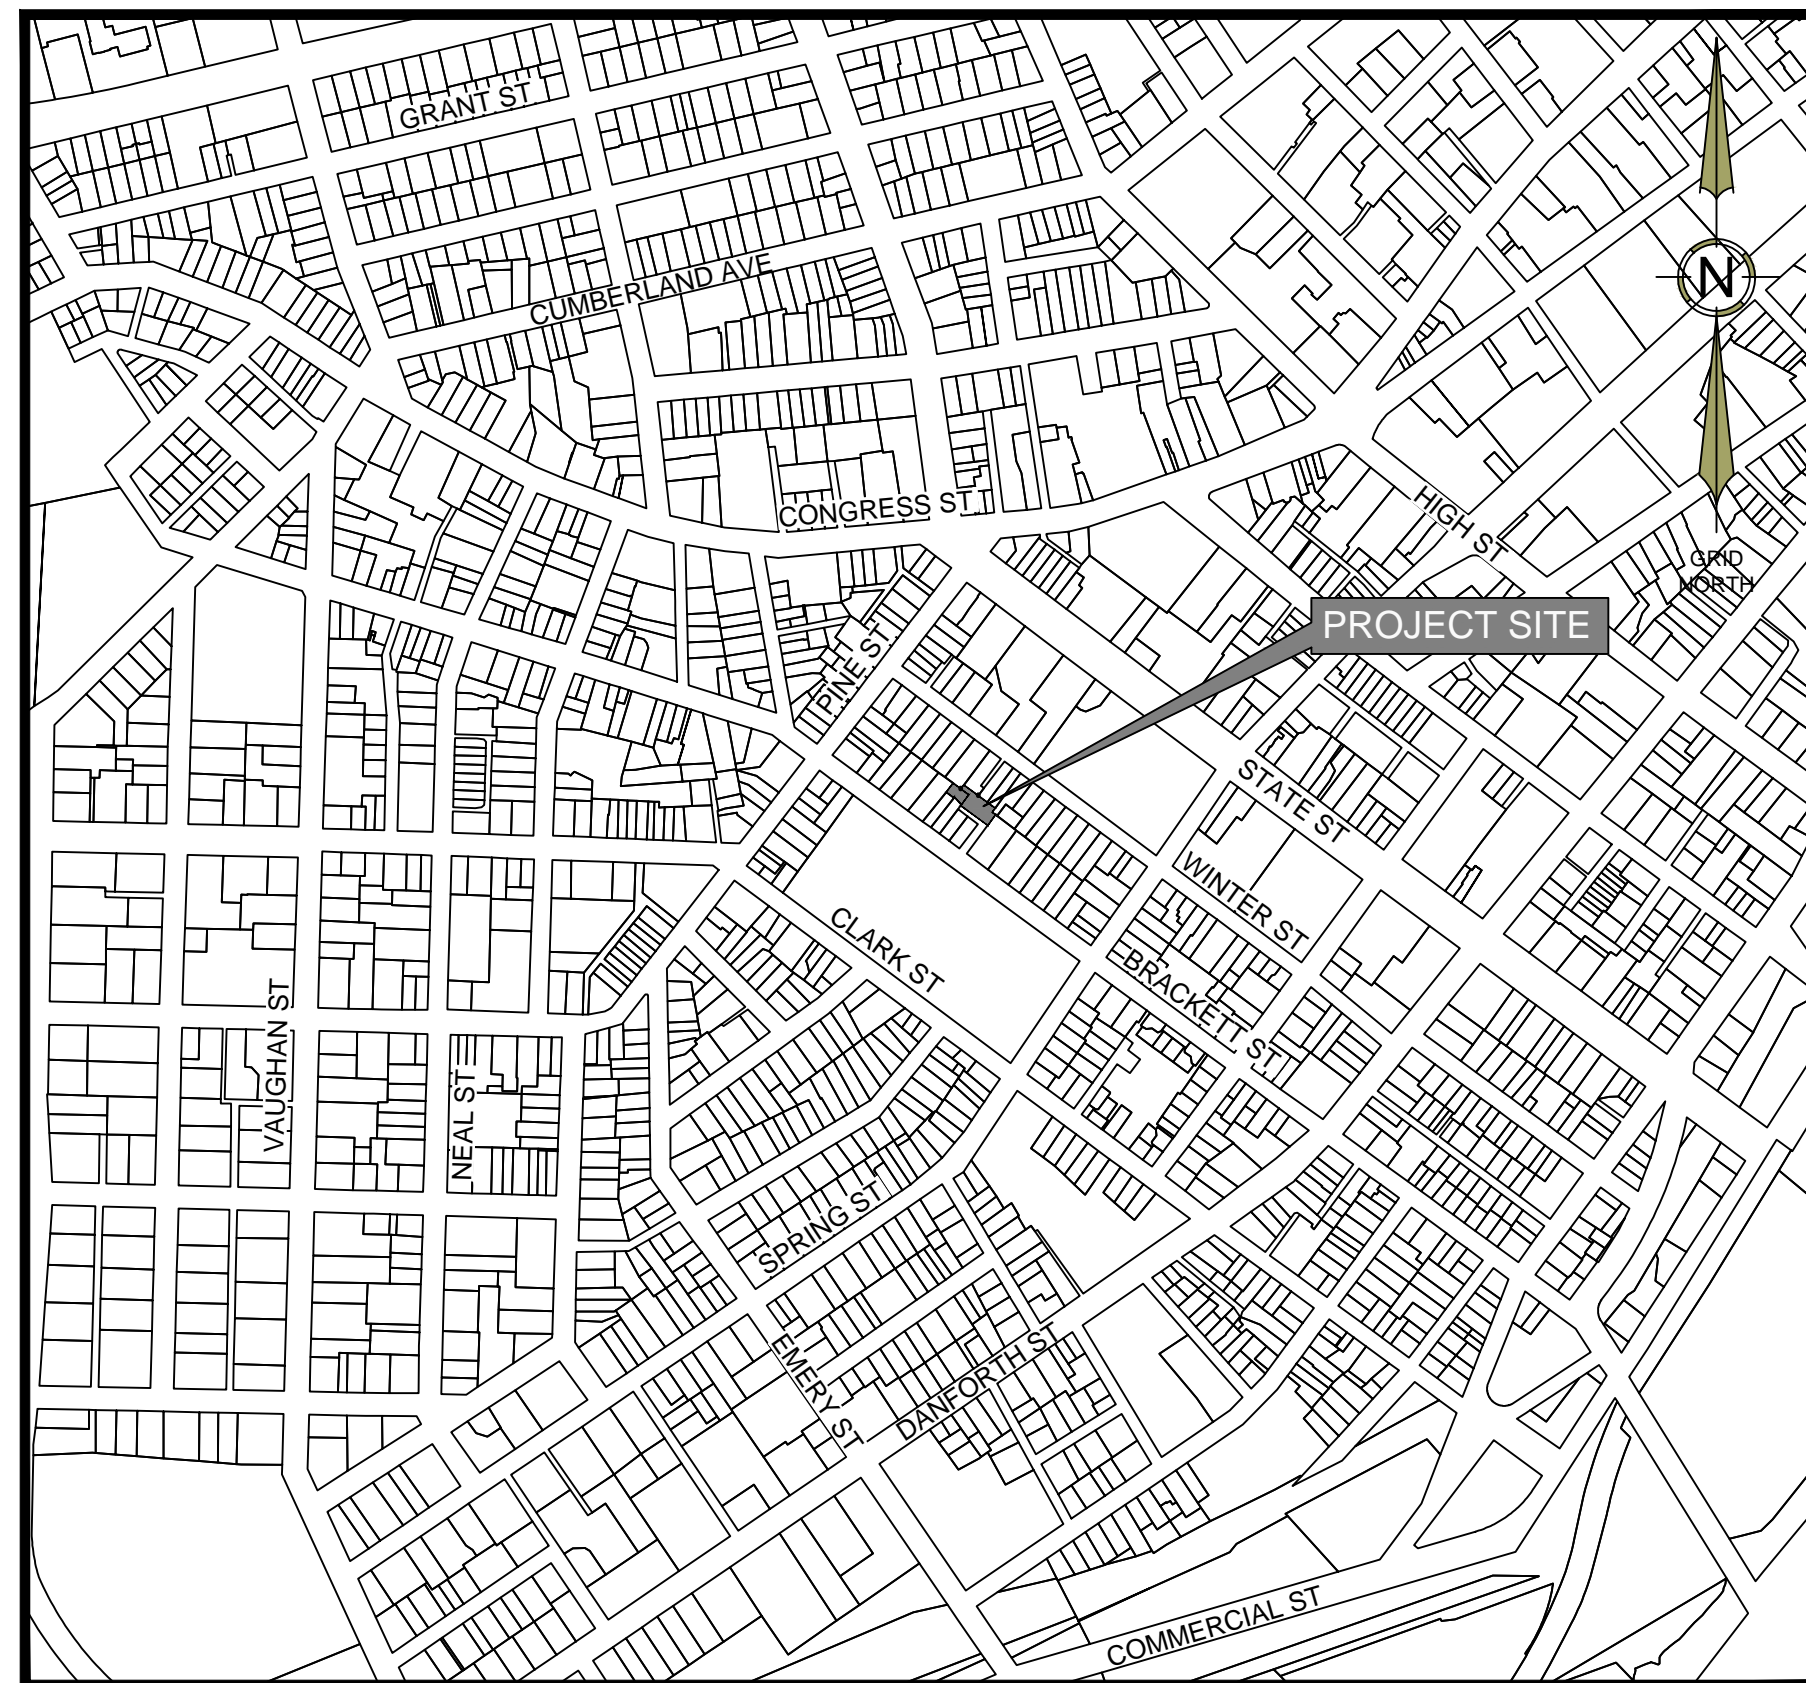 GRANT ST.
CUMBERLAND AVE
N
CONGRESS ST.
HIGH ST
GRID
NORTH
PROJECT SITE
PINE ST
STATE ST
WINTER ST
CLARK ST
BRACKETT ST
VAUGHAN ST
NEAL ST
SPRING ST
EMERY ST
DANFORTH ST
COMMERCIAL ST